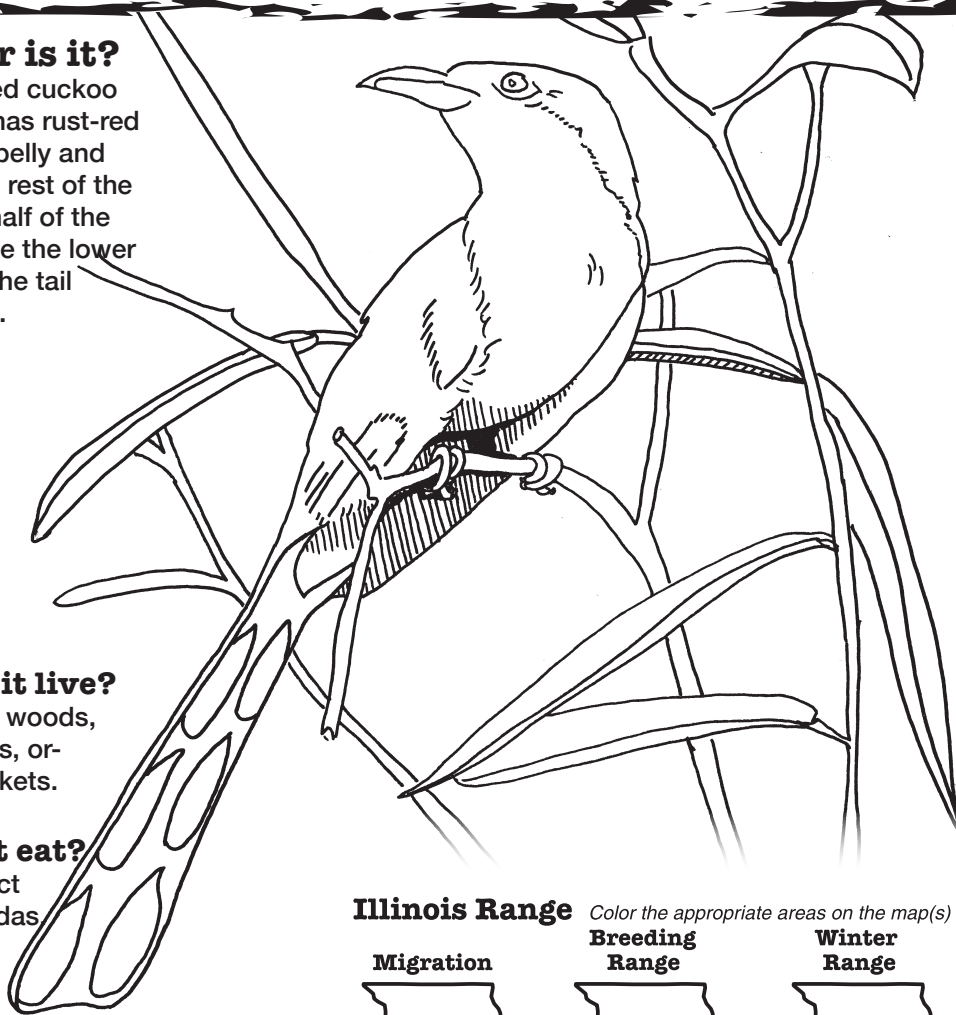 r is it?
ed cuckoo
has rust-red
belly and
rest of the
half of the
e the lower
he tail
.
it live?
woods,
s, or-
kets.
t eat?
ct
das.
Illinois Range Color the appropriate areas on the map(s)
Migration
Breeding
Range
Winter
Range